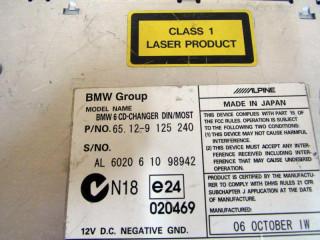 CLASS 1
LASER PRODUCT
BMW Group
MODEL NAME
BMW 6 CD-CHANGER DIN/MOST
P/NO. 65. 12-9 125 240
S/NO.
AL 6020 6 10 98942
N18 e24
020469
12V D.C. NEGATIVE GND.
ALPINE
MADE IN JAPAN
THIS DEVICE COMPLIES WITH PART 15 OF
THE FCC RULES. OPERATION IS SUBJECT TO
THE FOLLOWING TWO CONDITIONS:
(1) THIS DEVICE MAY NOT CAUSE HARMFUL
INTERFERENCE.
(2) THIS DEVICE MUST ACCEPT ANY INTER-
FERENCE RECEIVED INCLUDING INTER-
FERENCE THAT MAY CAUSE UNDESIRED
OPERATION.
THIS PRODUCT IS CERTIFIED BY THE MANUFACTU-
RER TO COMPLY WITH DHHS RULES 21 CFR
SUBCHAPTER J APPLICABLE AT THE DATE OF
MANUFACTURE.
06 OCTOBER IW